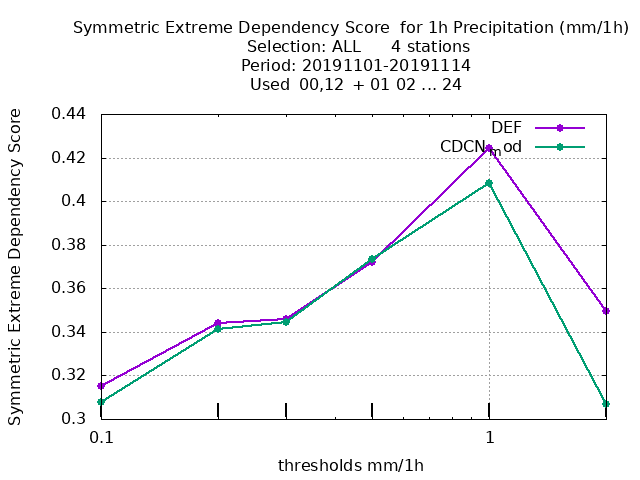 Symmetric Extreme Dependency Score  for 1h Precipitation (mm/1h)
Selection: ALL      4 stations
Period: 20191101-20191114
Used  00,12  + 01 02 ... 24
Symmetric Extreme Dependency Score
0.44
0.42
0.4
0.38
0.36
0.34
0.32
0.3
DEF
CDCN_mod
0.1
1
thresholds mm/1h